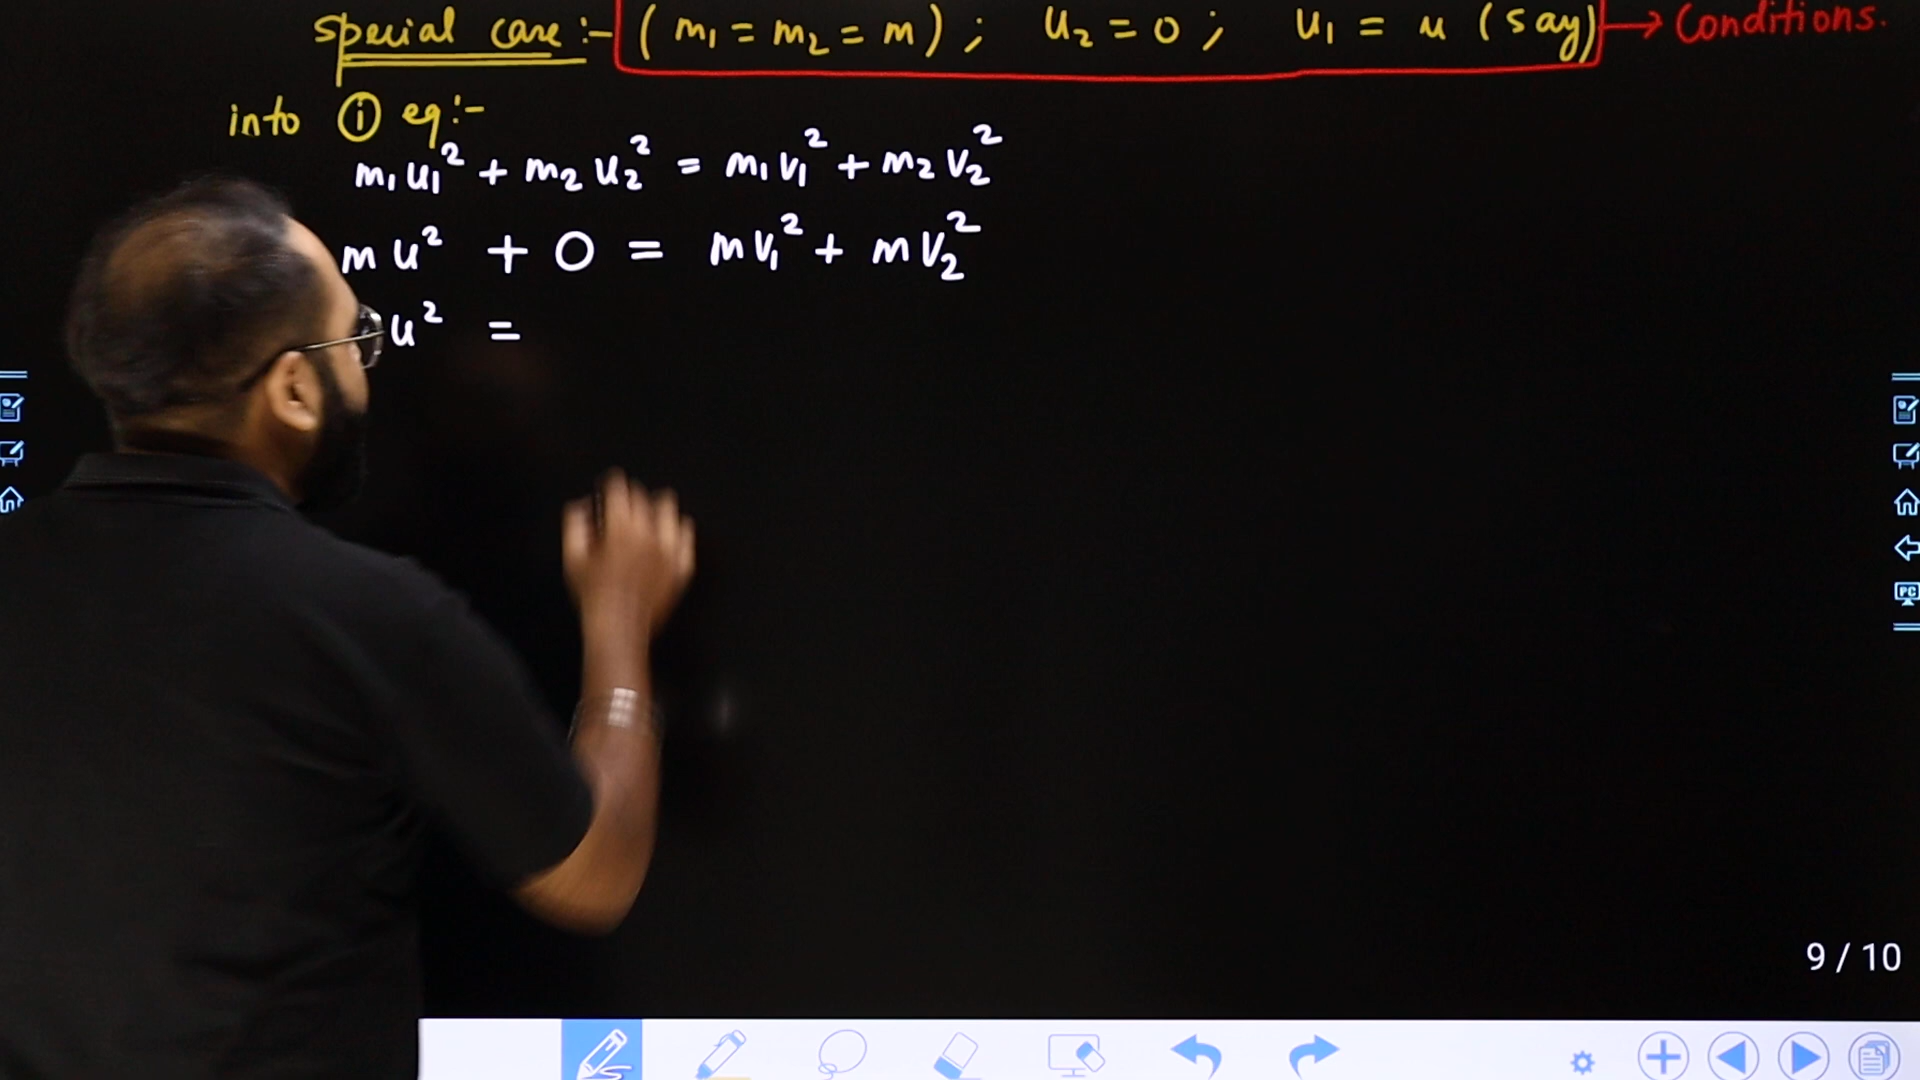 special case :- (m₁ = m₂ = m) ; u₂ = 0 ; u₁ = u (say) → Conditions.
into ① eq:-
m₁u₁² + m₂u₂² = m₁v₁² + m₂v₂²
mu² + 0 = mv₁² + mv₂²
u² =
PC
9 / 10